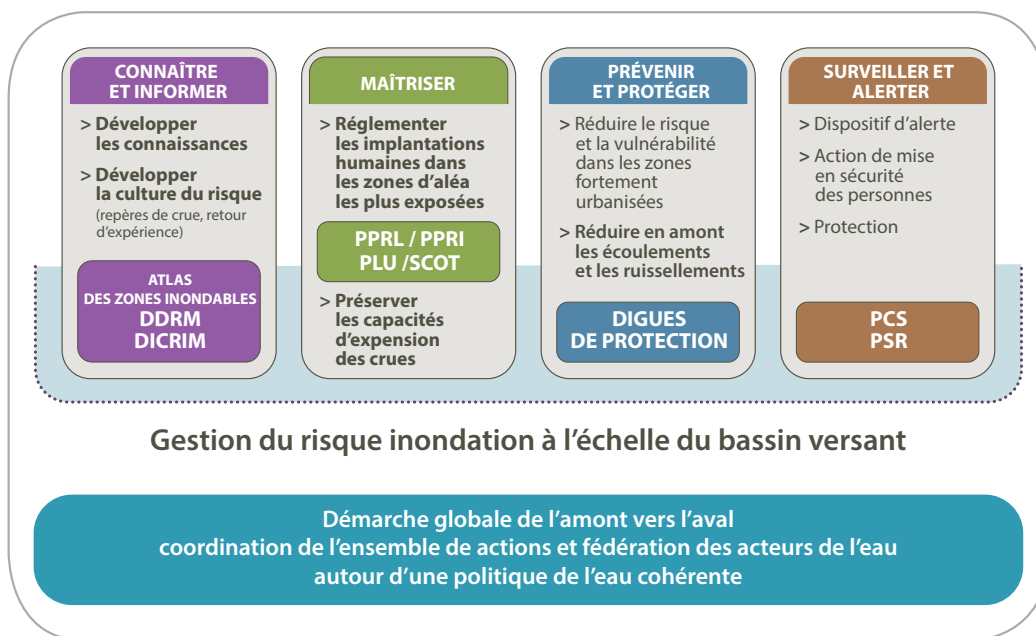 CONNAÎTRE
ET INFORMER
> Développer
les connaissances
> Développer
la culture du risque
(repères de crue, retour
d'expérience)
ATLAS
DES ZONES INONDABLES
DDRM
DICRIM
MAÎTRISER
> Réglementer
les implantations
humaines dans
les zones d'aléa
les plus exposées
PPRL / PPRI
PLU /SCOT
> Préserver
les capacités
d'expension
des crues
PRÉVENIR
ET PROTÉGER
> Réduire le risque
et la vulnérabilité
dans les zones
fortement
urbanisées
> Réduire en amont
les écoulements
et les ruissellements
DIGUES
DE PROTECTION
SURVEILLER ET
ALERTER
> Dispositif d'alerte
> Action de mise
en sécurité
des personnes
> Protection
PCS
PSR
Gestion du risque inondation à l'échelle du bassin versant
Démarche globale de l'amont vers l'aval
coordination de l'ensemble de actions et fédération des acteurs de l'eau
autour d'une politique de l'eau cohérente